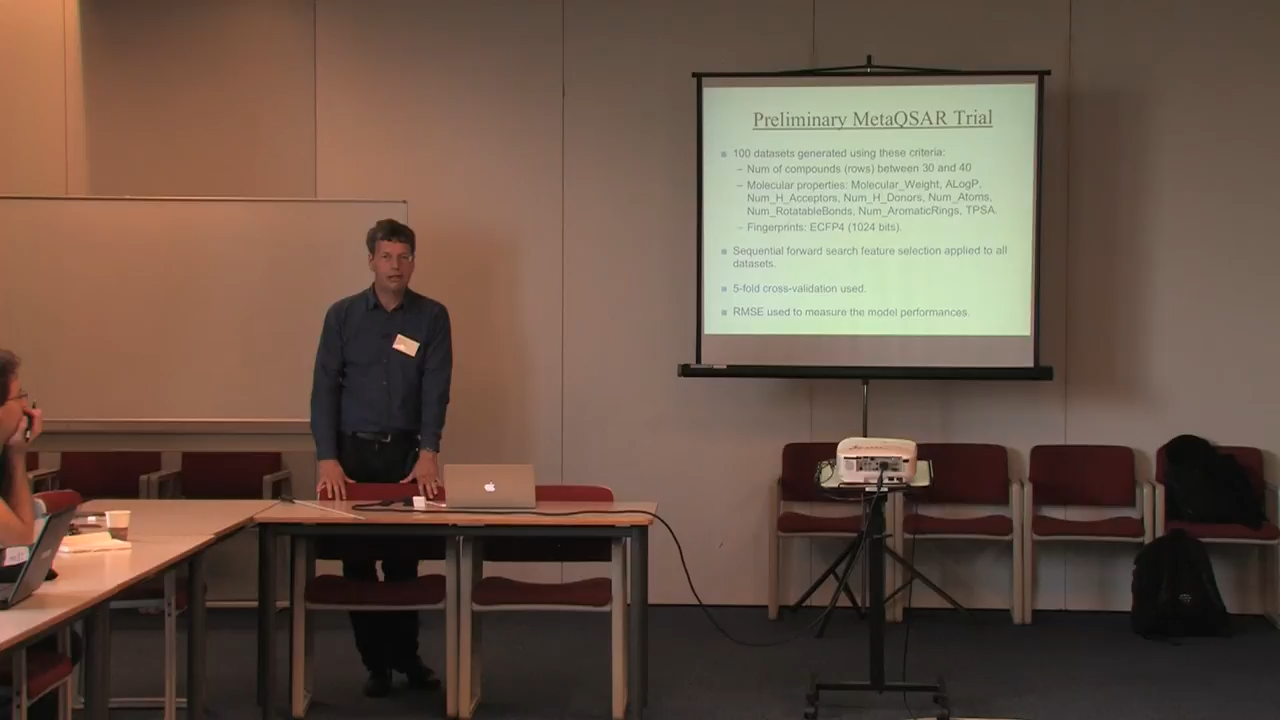 Preliminary MetaQSAR Trial
100 datasets generated using these criteria:
– Num of compounds (rows) between 30 and 40
– Molecular properties: Molecular_Weight, ALogP,
Num_H_Acceptors, Num_H_Donors, Num_Atoms,
Num_RotatableBonds, Num_AromaticRings, TPSA.
– Fingerprints: ECFP4 (1024 bits).
Sequential forward search feature selection applied to all
datasets.
5-fold cross-validation used.
RMSE used to measure the model performances.